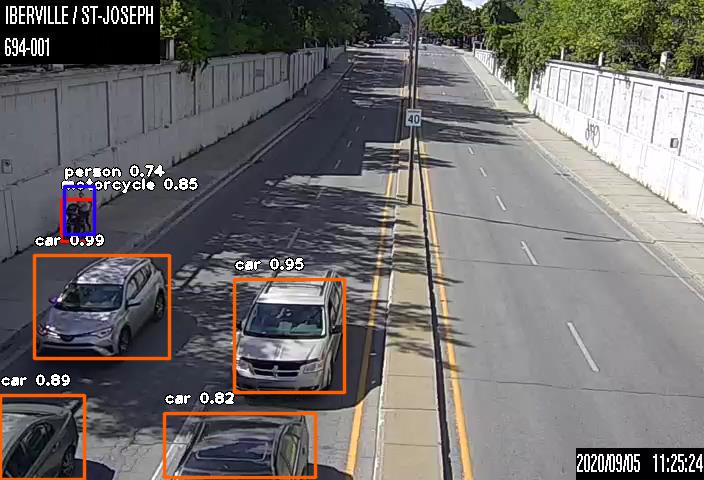 IBERVILLE / ST-JOSEPH
694-001
40
person 0.74
motorcycle 0.85
car 0.99
car 0.95
car 0.89
car 0.82
2020/09/05 11:25:24